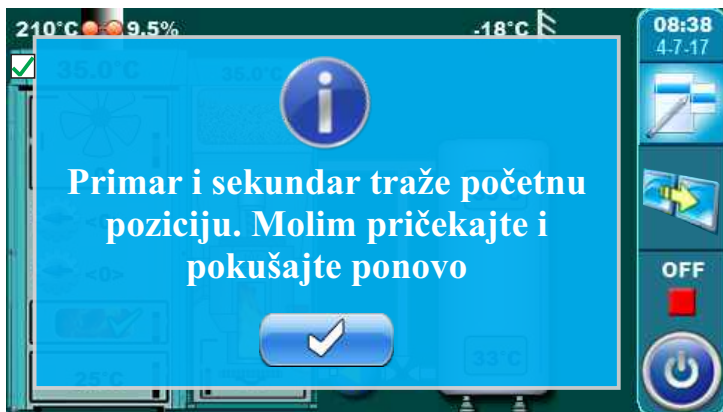 210°C 9.5% -18°C 08:38
4-7-17
35.0°C 35.0°C
Primar i sekundar traže početnu
poziciju. Molim pričekajte i
pokušajte ponovo
<0>
OFF
33°C
25°C